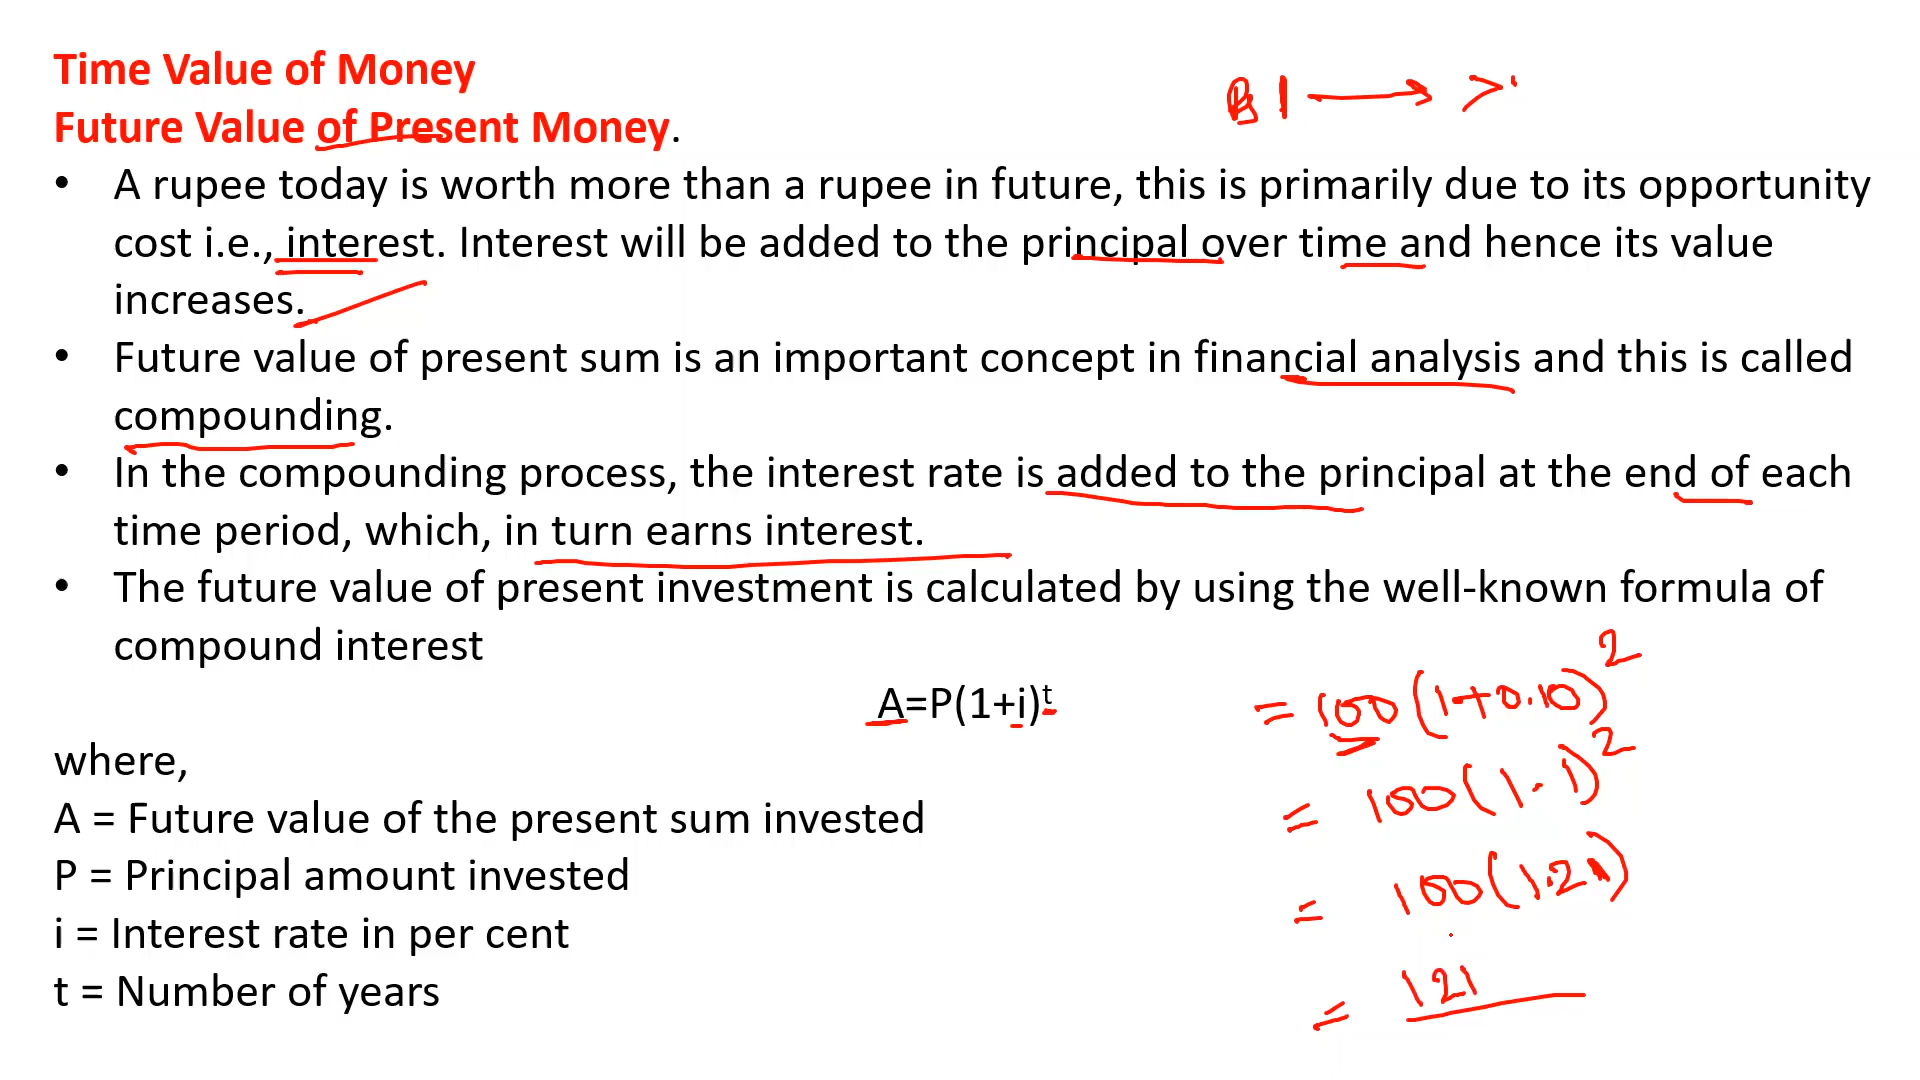 Time Value of Money
Future Value of Present Money.
• A rupee today is worth more than a rupee in future, this is primarily due to its opportunity
cost i.e., interest. Interest will be added to the principal over time and hence its value
increases.
• Future value of present sum is an important concept in financial analysis and this is called
compounding.
• In the compounding process, the interest rate is added to the principal at the end of each
time period, which, in turn earns interest.
• The future value of present investment is calculated by using the well-known formula of
compound interest
A=P(1+i)ᵗ
= 100(1+0.10)²
where,
= 100(1.1)²
A = Future value of the present sum invested
P = Principal amount invested
= 100(1.21)
i = Interest rate in per cent
t = Number of years
= 121